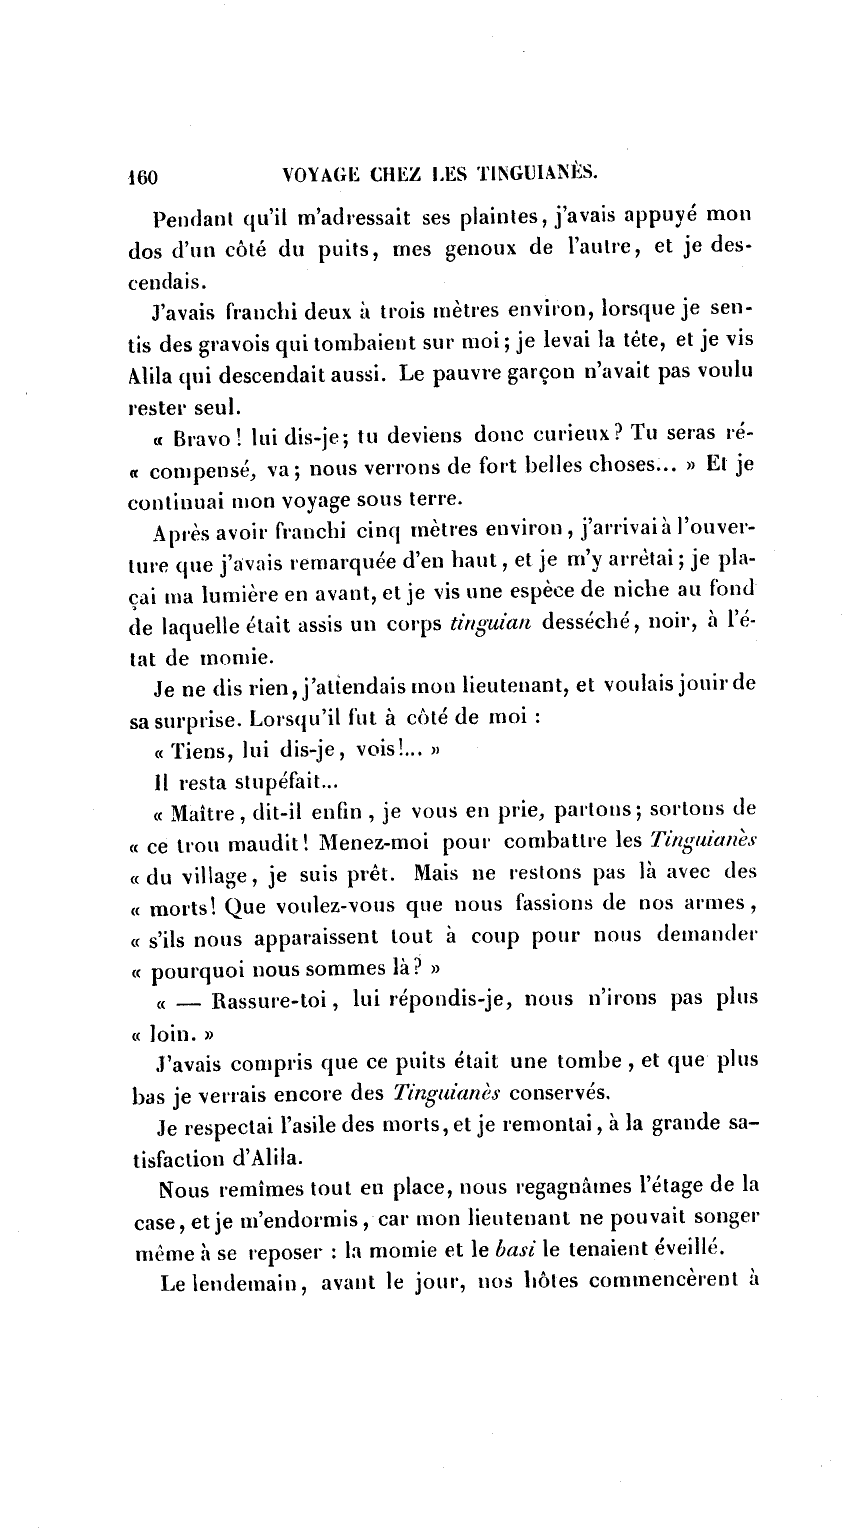 160 VOYAGE CHEZ LES TINGUIANÈS.
Pendant qu'il m'adressait ses plaintes, j'avais appuyé mon
dos d'un côté du puits, mes genoux de l'autre, et je des-
cendais.
J'avais franchi deux à trois mètres environ, lorsque je sen-
tis des gravois qui tombaient sur moi; je levai la tête, et je vis
Alila qui descendait aussi. Le pauvre garçon n'avait pas voulu
rester seul.
« Bravo! lui dis-je; tu deviens donc curieux? Tu seras ré-
« compensé, va; nous verrons de fort belles choses... » Et je
continuai mon voyage sous terre.
Après avoir franchi cinq mètres environ, j'arrivai à l'ouver-
ture que j'avais remarquée d'en haut, et je m'y arrêtai; je pla-
çai ma lumière en avant, et je vis une espèce de niche au fond
de laquelle était assis un corps tinguian desséché, noir, à l'é-
tat de momie.
Je ne dis rien, j'attendais mon lieutenant, et voulais jouir de
sa surprise. Lorsqu'il fut à côté de moi :
« Tiens, lui dis-je, vois!... »
Il resta stupéfait...
« Maître, dit-il enfin, je vous en prie, partons; sortons de
« ce trou maudit! Menez-moi pour combattre les Tinguianès
« du village, je suis prêt. Mais ne restons pas là avec des
« morts! Que voulez-vous que nous fassions de nos armes,
« s'ils nous apparaissent tout à coup pour nous demander
« pourquoi nous sommes là? »
« — Rassure-toi, lui répondis-je, nous n'irons pas plus
« loin. »
J'avais compris que ce puits était une tombe, et que plus
bas je verrais encore des Tinguianès conservés.
Je respectai l'asile des morts, et je remontai, à la grande sa-
tisfaction d'Alila.
Nous remîmes tout en place, nous regagnâmes l'étage de la
case, et je m'endormis, car mon lieutenant ne pouvait songer
même à se reposer : la momie et le basi le tenaient éveillé.
Le lendemain, avant le jour, nos hôtes commencèrent à